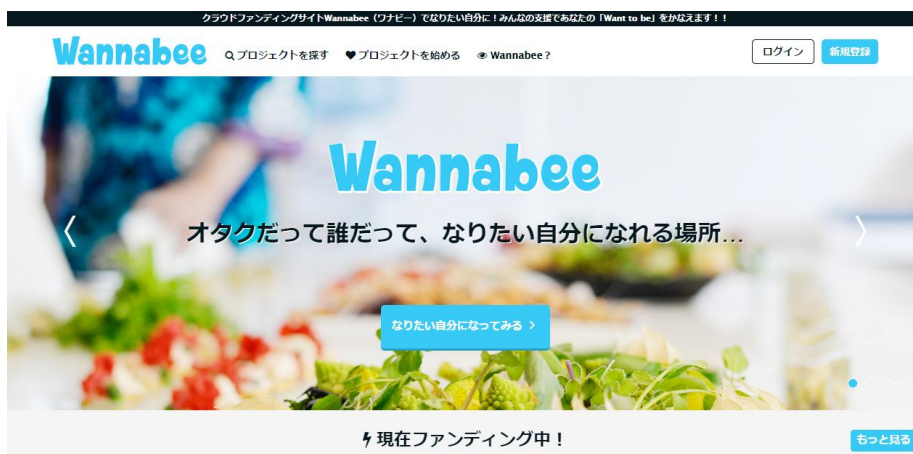 クラウドファンディングサイトWannabee（ワナビー）でなりたい自分に！みんなの支援であなたの「Want to be」をかなえます！！
Wannabee プロジェクトを探す プロジェクトを始める Wannabee？ ログイン 新規登録
Wannabee
オタクだって誰だって、なりたい自分になれる場所…
なりたい自分になってみる
現在ファンディング中！ もっと見る